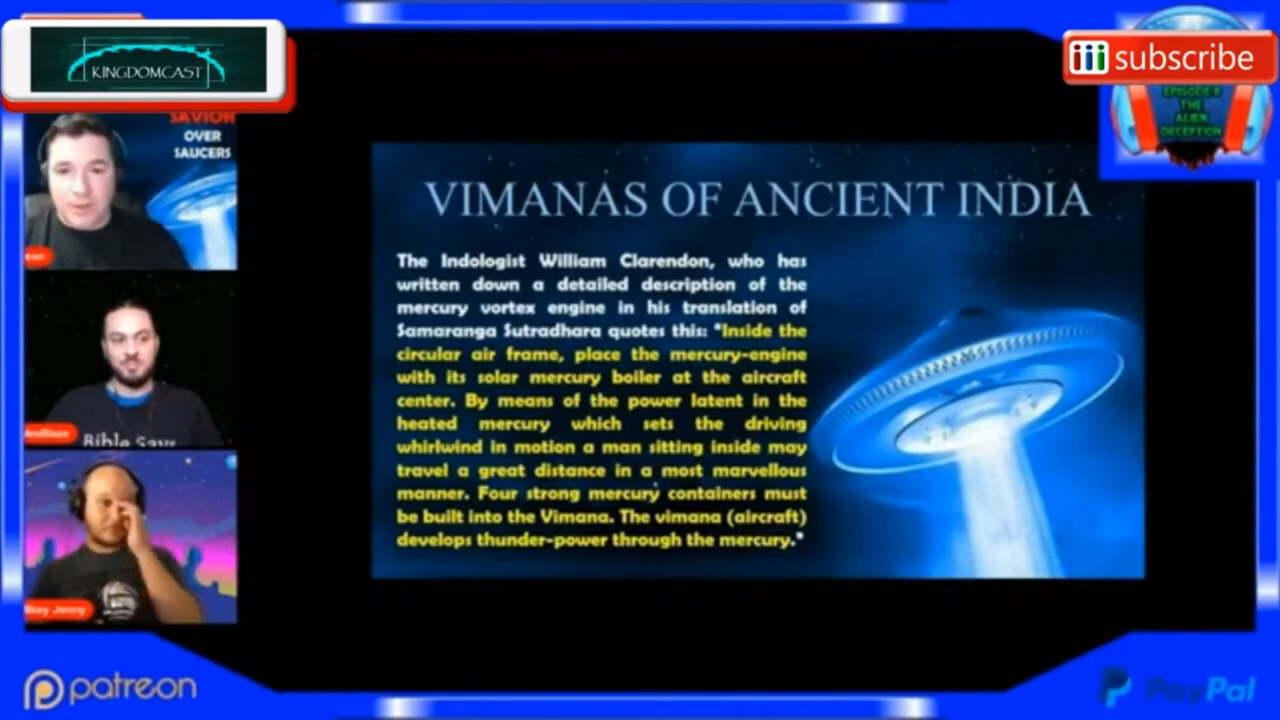 KINGDOMCAST
subscribe
EPISODE 8
THE
ALIEN
DECEPTION
SAVIOR
OVER
SAUCERS
VIMANAS OF ANCIENT INDIA
The Indologist William Clarendon, who has
written down a detailed description of the
mercury vortex engine in his translation of
Samaranga Sutradhara quotes this: "Inside the
circular air frame, place the mercury-engine
with its solar mercury boiler at the aircraft
center. By means of the power latent in the
heated mercury which sets the driving
whirlwind in motion a man sitting inside may
travel a great distance in a most marvellous
manner. Four strong mercury containers must
be built into the Vimana. The vimana (aircraft)
develops thunder-power through the mercury."
Bible Says
Jenny
patreon
PayPal